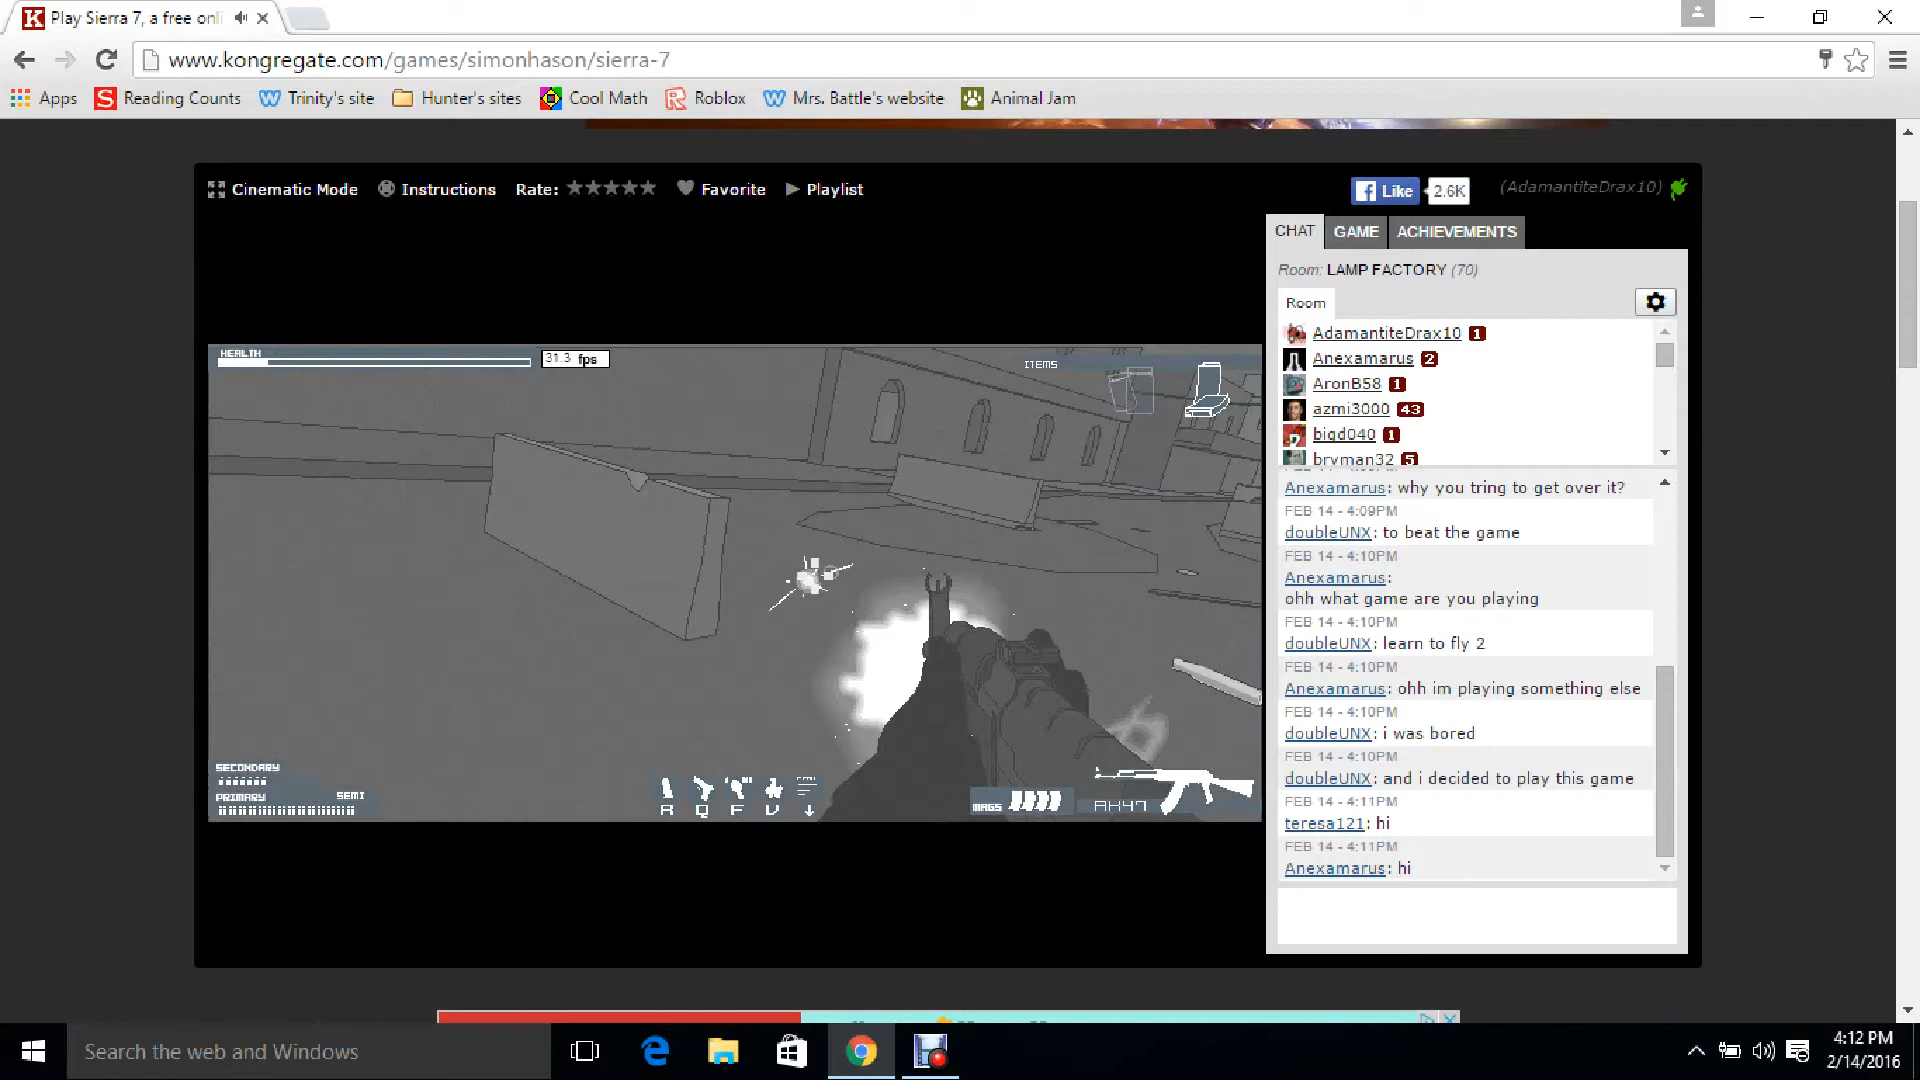 Play Sierra 7, a free onli
www.kongregate.com/games/simonhason/sierra-7
Apps Reading Counts Trinity's site Hunter's sites Cool Math Roblox Mrs. Battle's website Animal Jam
Cinematic Mode Instructions Rate: Favorite Playlist
Like 2.6K (AdamantiteDrax10)
CHAT GAME ACHIEVEMENTS
Room: LAMP FACTORY (70)
Room
AdamantiteDrax10 1
Anexamarus 2
AronB58 1
azmi3000 43
bigd040 1
bryman32 5
Anexamarus: why you tring to get over it?
FEB 14 - 4:09PM
doubleUNX: to beat the game
FEB 14 - 4:10PM
Anexamarus:
ohh what game are you playing
FEB 14 - 4:10PM
doubleUNX: learn to fly 2
FEB 14 - 4:10PM
Anexamarus: ohh im playing something else
FEB 14 - 4:10PM
doubleUNX: i was bored
FEB 14 - 4:10PM
doubleUNX: and i decided to play this game
FEB 14 - 4:11PM
teresa121: hi
FEB 14 - 4:11PM
Anexamarus: hi
HEALTH
31.3 fps
ITEMS
SECONDARY
PRIMARY SEMI
R Q F V
MAGS AK47
Search the web and Windows
4:12 PM
2/14/2016